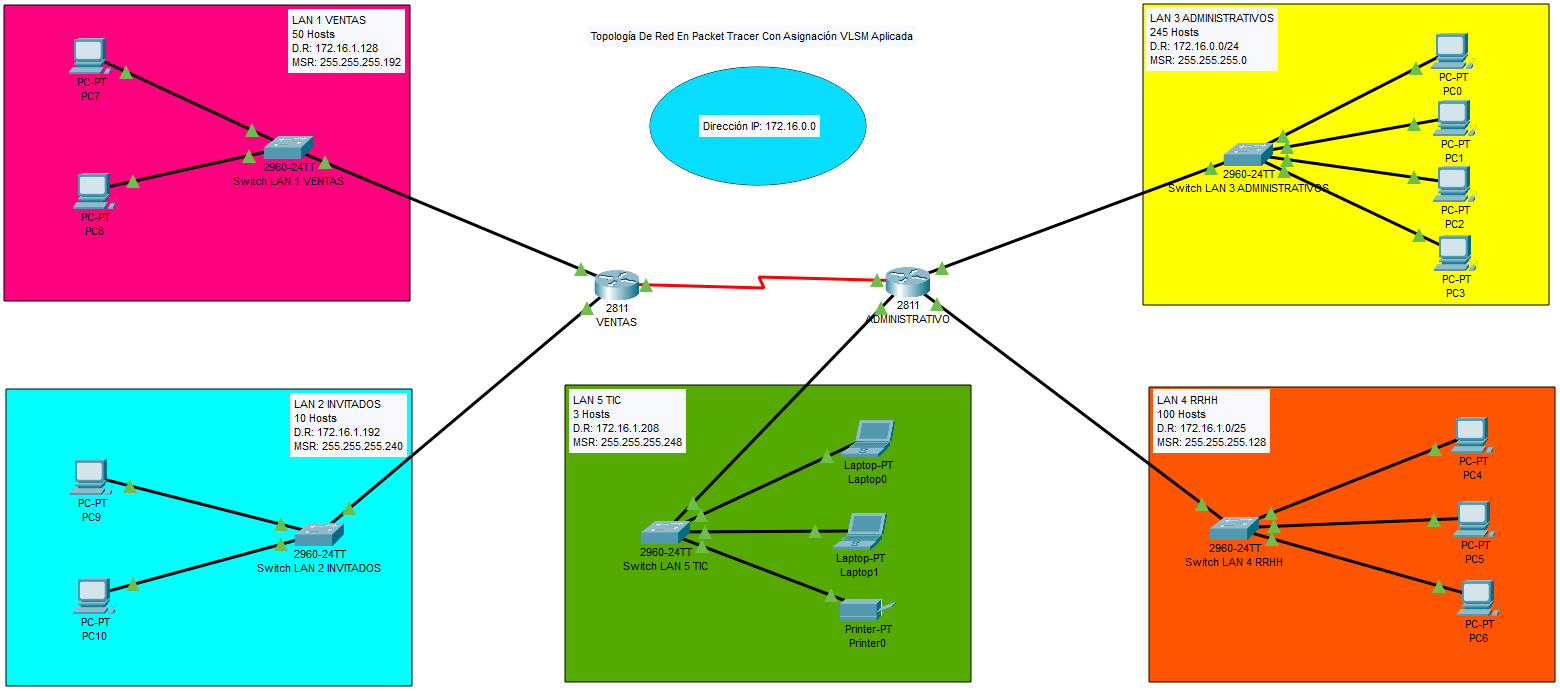 Topología De Red En Packet Tracer Con Asignación VLSM Aplicada
Dirección IP: 172.16.0.0
LAN 1 VENTAS
50 Hosts
D.R: 172.16.1.128
MSR: 255.255.255.192
PC-PT
PC7
PC-PT
PC8
2960-24TT
Switch LAN 1 VENTAS
LAN 3 ADMINISTRATIVOS
245 Hosts
D.R: 172.16.0.0/24
MSR: 255.255.255.0
PC-PT
PC0
PC-PT
PC1
PC-PT
PC2
PC-PT
PC3
2960-24TT
Switch LAN 3 ADMINISTRATIVOS
2811
VENTAS
2811
ADMINISTRATIVO
LAN 2 INVITADOS
10 Hosts
D.R: 172.16.1.192
MSR: 255.255.255.240
PC-PT
PC9
PC-PT
PC10
2960-24TT
Switch LAN 2 INVITADOS
LAN 5 TIC
3 Hosts
D.R: 172.16.1.208
MSR: 255.255.255.248
Laptop-PT
Laptop0
Laptop-PT
Laptop1
Printer-PT
Printer0
2960-24TT
Switch LAN 5 TIC
LAN 4 RRHH
100 Hosts
D.R: 172.16.1.0/25
MSR: 255.255.255.128
PC-PT
PC4
PC-PT
PC5
PC-PT
PC6
2960-24TT
Switch LAN 4 RRHH